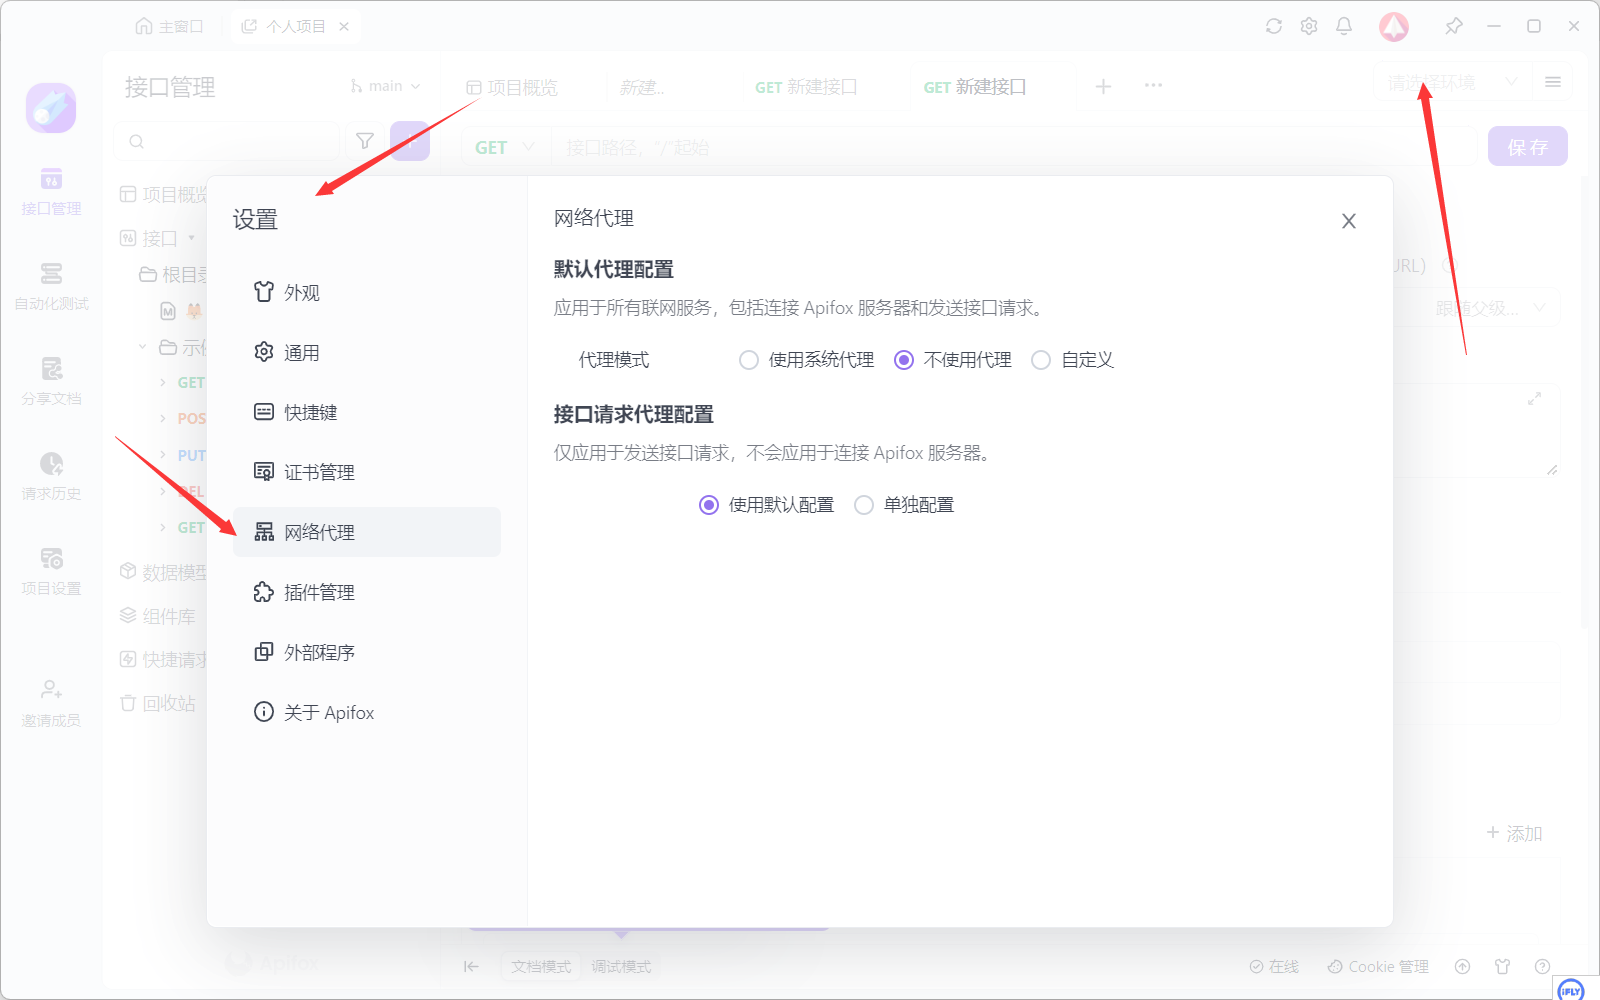 主窗口
个人项目
接口管理
main
项目概览
新建...
GET 新建接口
GET 新建接口
请选择环境
GET
接口路径，"/"起始
保存
接口管理
自动化测试
分享文档
请求历史
项目设置
邀请成员
项目概览
接口
根目录
示例
GET
POS
PUT
DEL
GET
数据模型
组件库
快捷请求
回收站
设置
外观
通用
快捷键
证书管理
网络代理
插件管理
外部程序
关于 Apifox
网络代理
默认代理配置
应用于所有联网服务，包括连接 Apifox 服务器和发送接口请求。
代理模式
使用系统代理
不使用代理
自定义
接口请求代理配置
仅应用于发送接口请求，不会应用于连接 Apifox 服务器。
使用默认配置
单独配置
URL)
跟随父级...
添加
Apifox
文档模式
调试模式
在线
Cookie 管理
iFLY